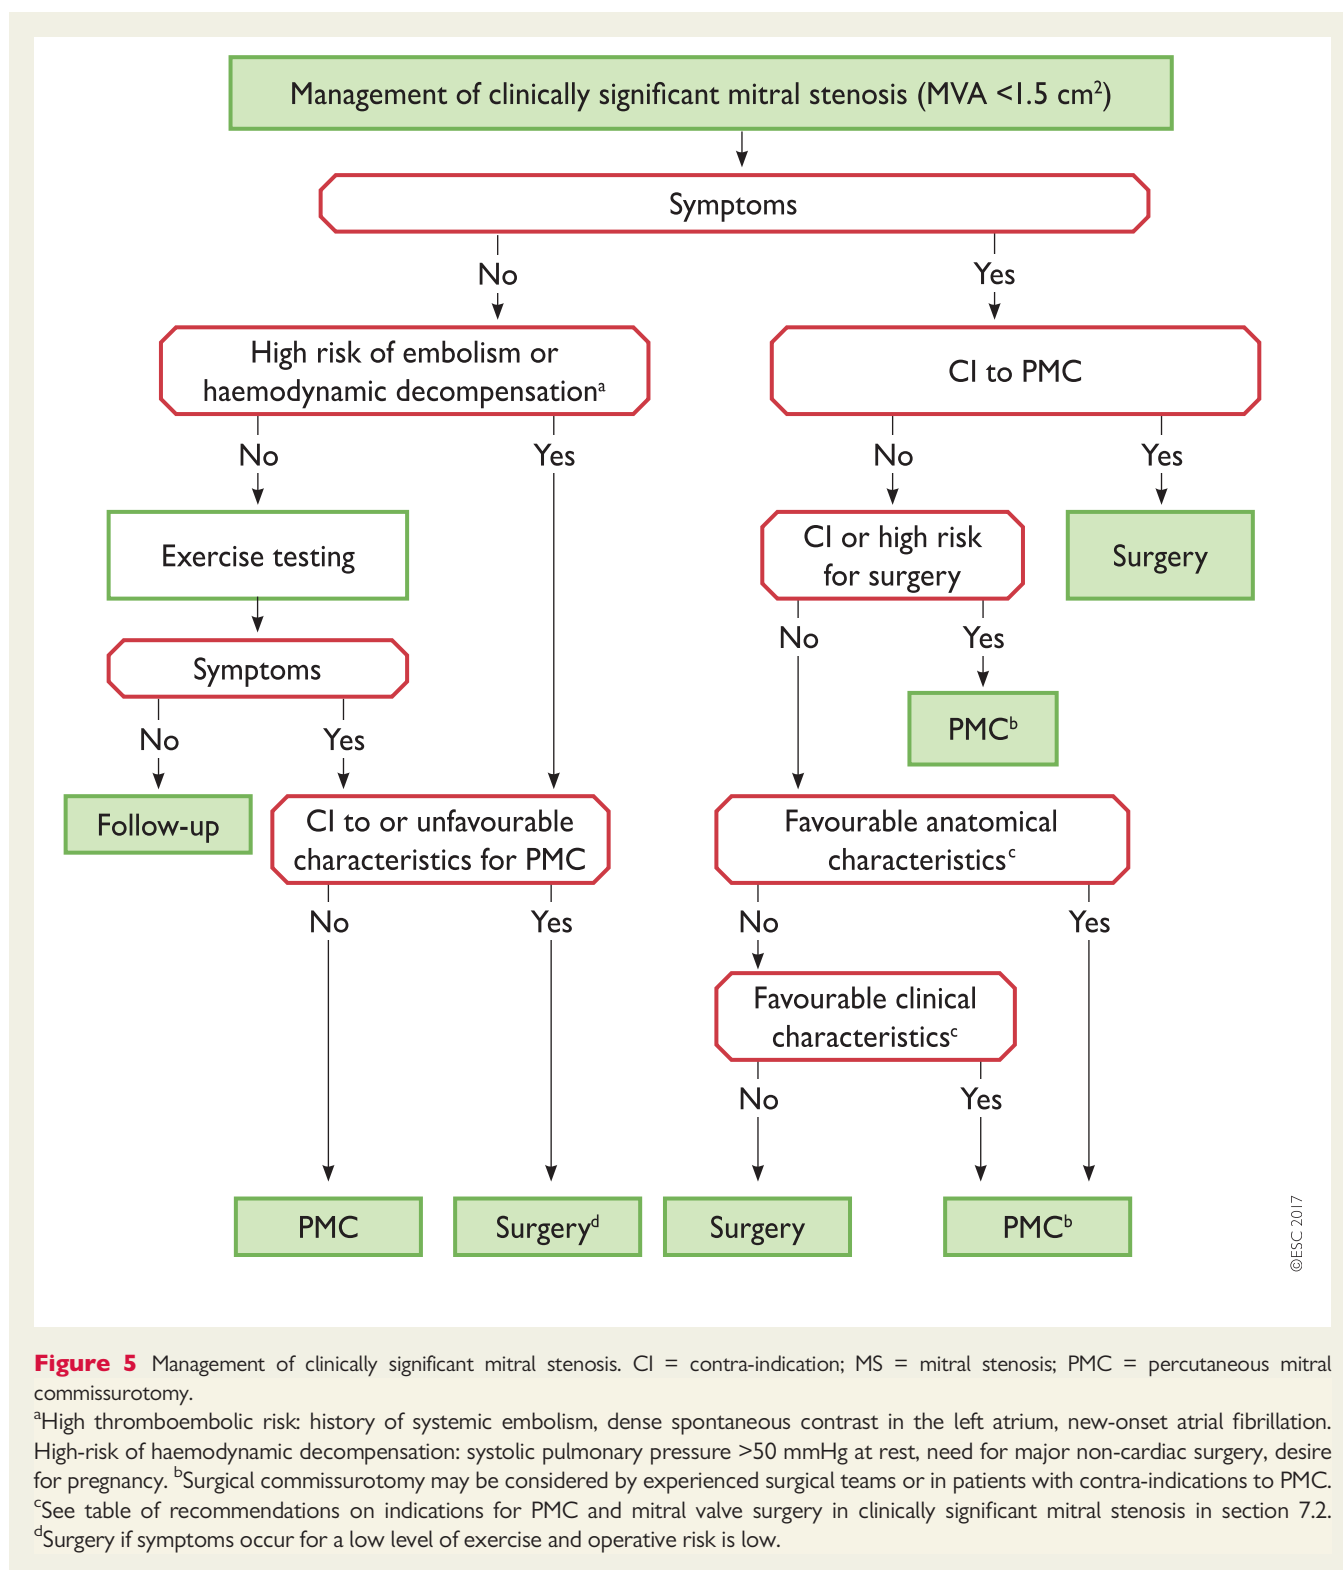 Management of clinically significant mitral stenosis (MVA <1.5 cm²)
Symptoms
No
Yes
High risk of embolism or
haemodynamic decompensationᵃ
CI to PMC
No
Yes
No
Yes
Exercise testing
CI or high risk
for surgery
Surgery
No
Yes
Symptoms
PMCᵇ
No
Yes
Follow-up
CI to or unfavourable
characteristics for PMC
Favourable anatomical
characteristicsᶜ
No
Yes
No
Yes
Favourable clinical
characteristicsᶜ
No
Yes
PMC
Surgeryᵈ
Surgery
PMCᵇ
©ESC 2017
Figure 5 Management of clinically significant mitral stenosis. CI = contra-indication; MS = mitral stenosis; PMC = percutaneous mitral
commissurotomy.
ᵃHigh thromboembolic risk: history of systemic embolism, dense spontaneous contrast in the left atrium, new-onset atrial fibrillation.
High-risk of haemodynamic decompensation: systolic pulmonary pressure >50 mmHg at rest, need for major non-cardiac surgery, desire
for pregnancy. ᵇSurgical commissurotomy may be considered by experienced surgical teams or in patients with contra-indications to PMC.
ᶜSee table of recommendations on indications for PMC and mitral valve surgery in clinically significant mitral stenosis in section 7.2.
ᵈSurgery if symptoms occur for a low level of exercise and operative risk is low.